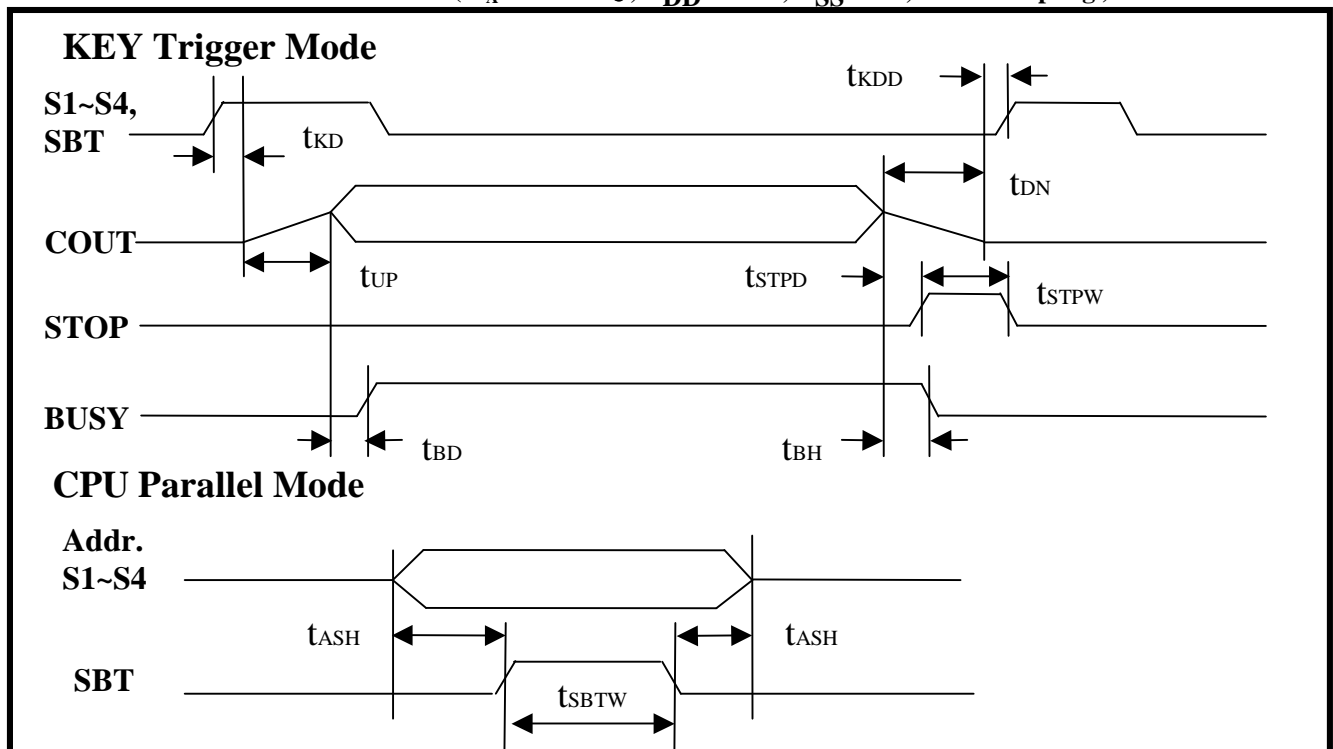 KEY Trigger Mode
S1~S4,
SBT
tKD
tKDD
tDN
COUT
tUP
tSTPD
tSTPW
STOP
BUSY
tBD
tBH
CPU Parallel Mode
Addr.
S1~S4
tASH
tASH
SBT
tSBTW